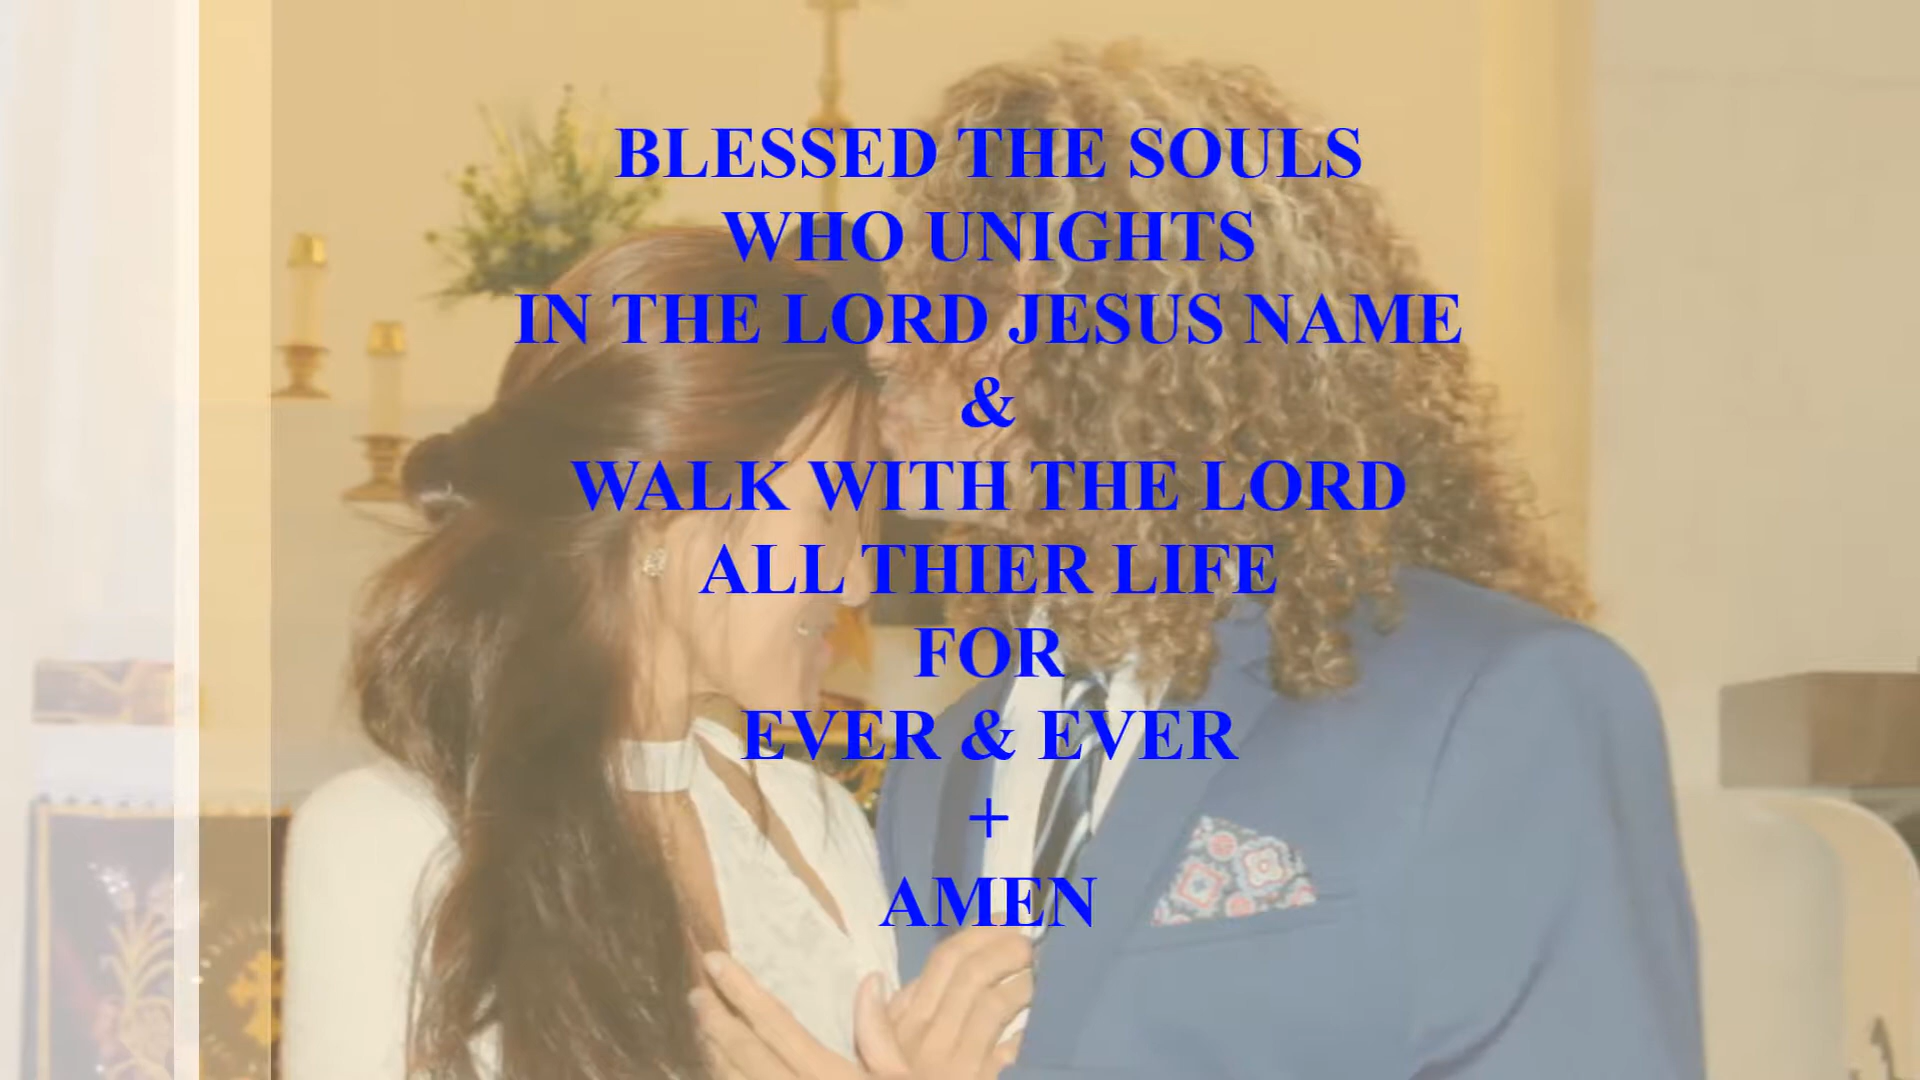 BLESSED THE SOULS
WHO UNIGHTS
IN THE LORD JESUS NAME
&
WALK WITH THE LORD
ALL THIER LIFE
FOR
EVER & EVER
+
AMEN